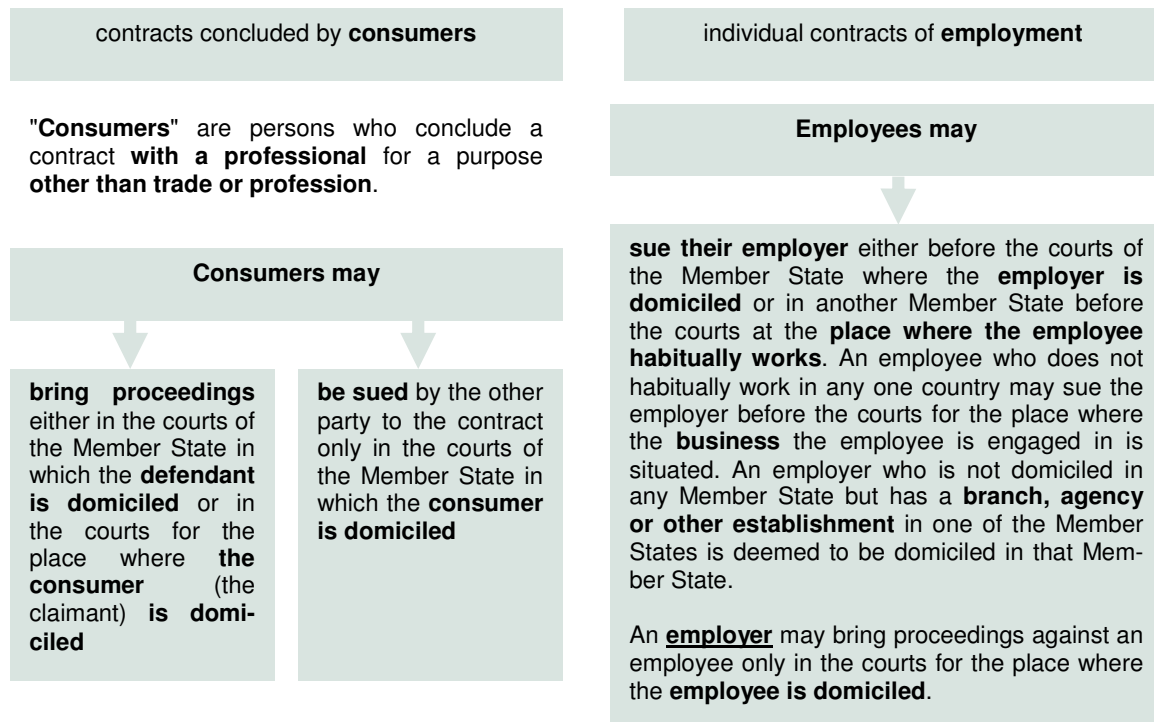 contracts concluded by consumers
"Consumers" are persons who conclude a
contract with a professional for a purpose
other than trade or profession.
Consumers may
bring proceedings
either in the courts of
the Member State in
which the defendant
is domiciled or in
the courts for the
place where the
consumer (the
claimant) is domi-
ciled
be sued by the other
party to the contract
only in the courts of
the Member State in
which the consumer
is domiciled
individual contracts of employment
Employees may
sue their employer either before the courts of
the Member State where the employer is
domiciled or in another Member State before
the courts at the place where the employee
habitually works. An employee who does not
habitually work in any one country may sue the
employer before the courts for the place where
the business the employee is engaged in is
situated. An employer who is not domiciled in
any Member State but has a branch, agency
or other establishment in one of the Member
States is deemed to be domiciled in that Mem-
ber State.
An employer may bring proceedings against an
employee only in the courts for the place where
the employee is domiciled.